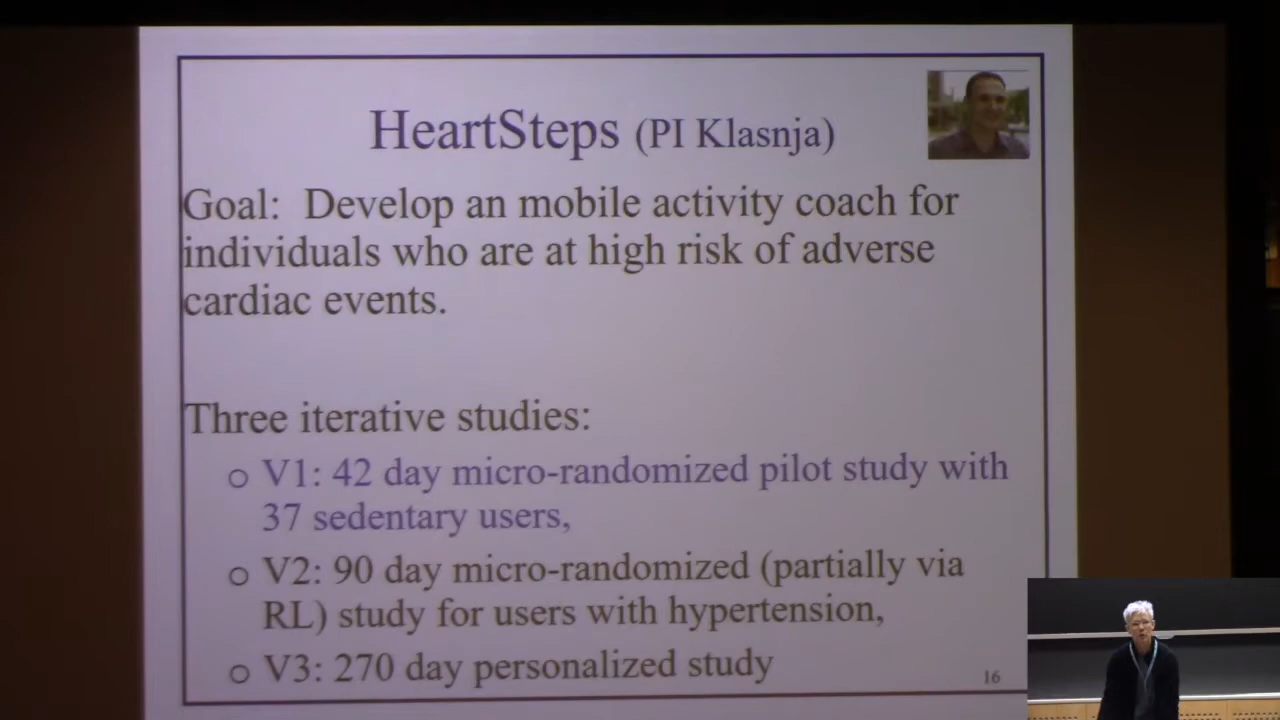 HeartSteps (PI Klasnja)
Goal: Develop an mobile activity coach for
individuals who are at high risk of adverse
cardiac events.
Three iterative studies:
o V1: 42 day micro-randomized pilot study with
37 sedentary users,
o V2: 90 day micro-randomized (partially via
RL) study for users with hypertension,
o V3: 270 day personalized study
16